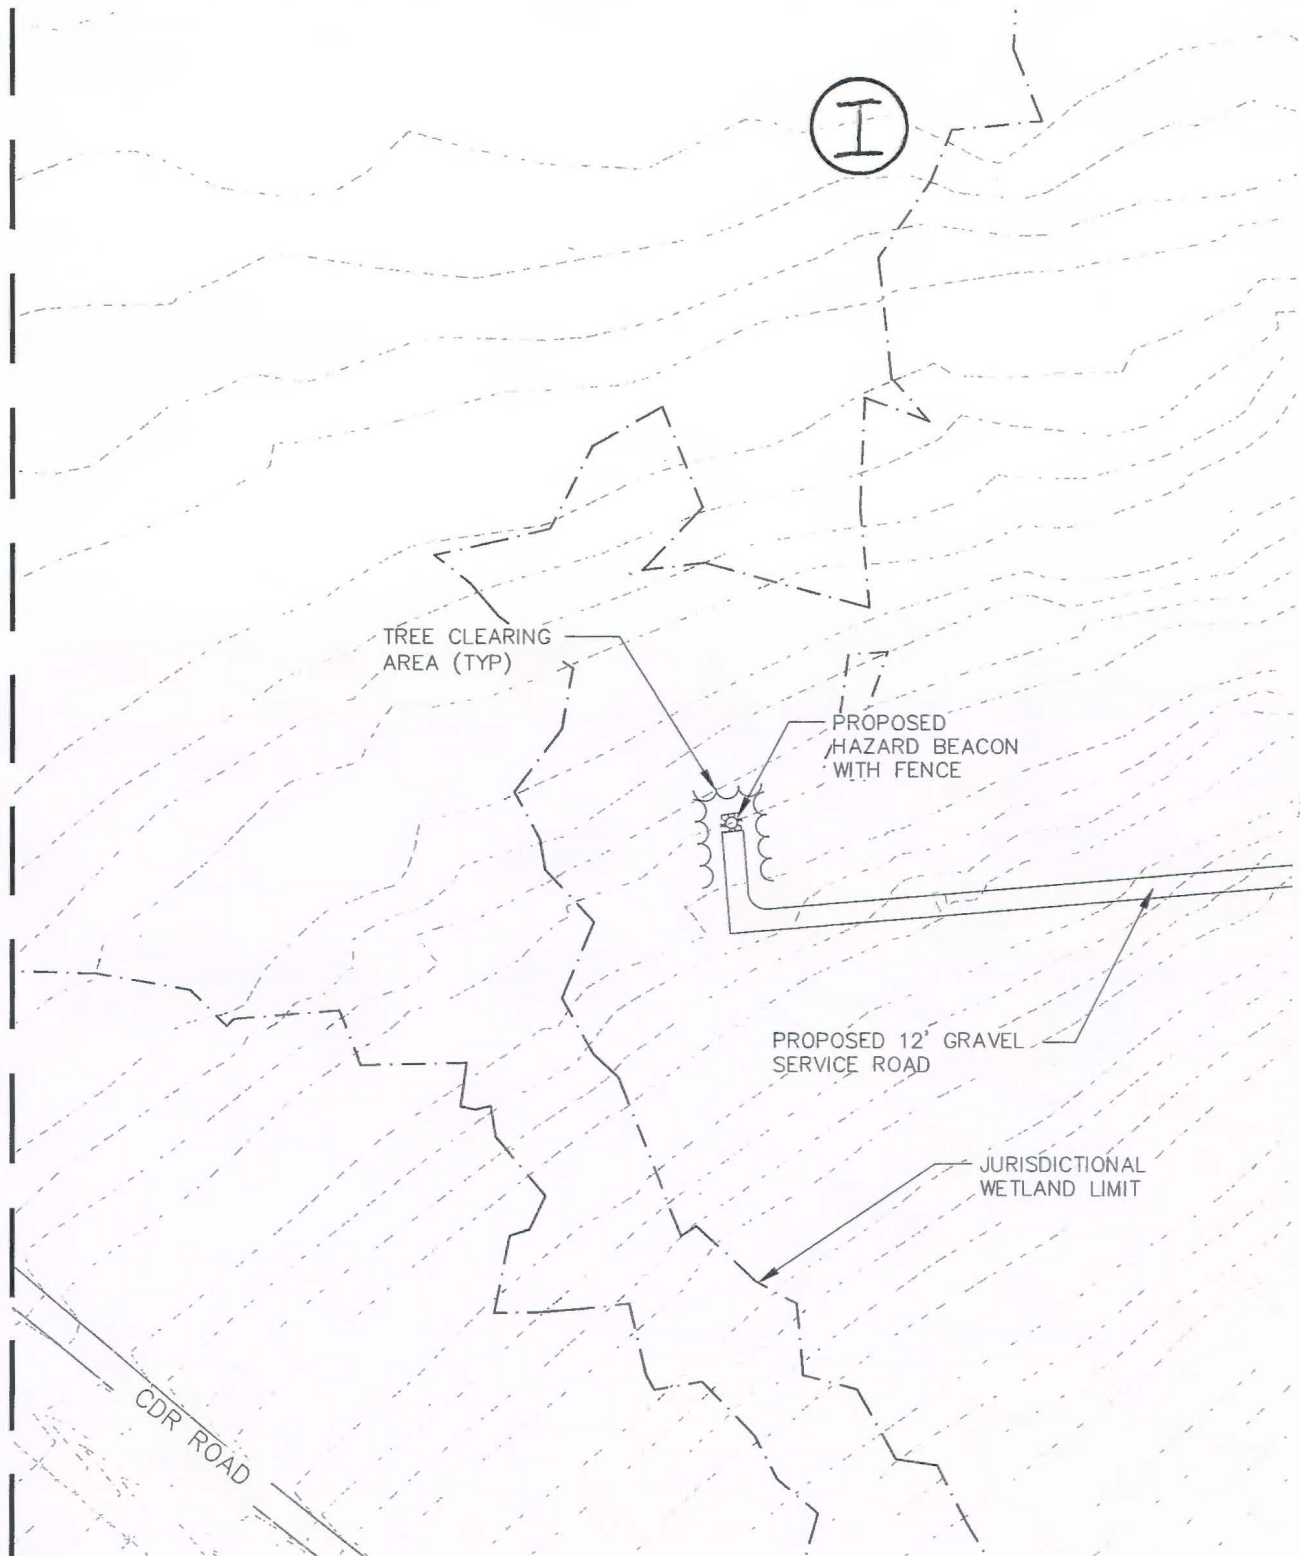 I
TREE CLEARING
AREA (TYP)
PROPOSED
HAZARD BEACON
WITH FENCE
PROPOSED 12' GRAVEL
SERVICE ROAD
JURISDICTIONAL
WETLAND LIMIT
CDR ROAD